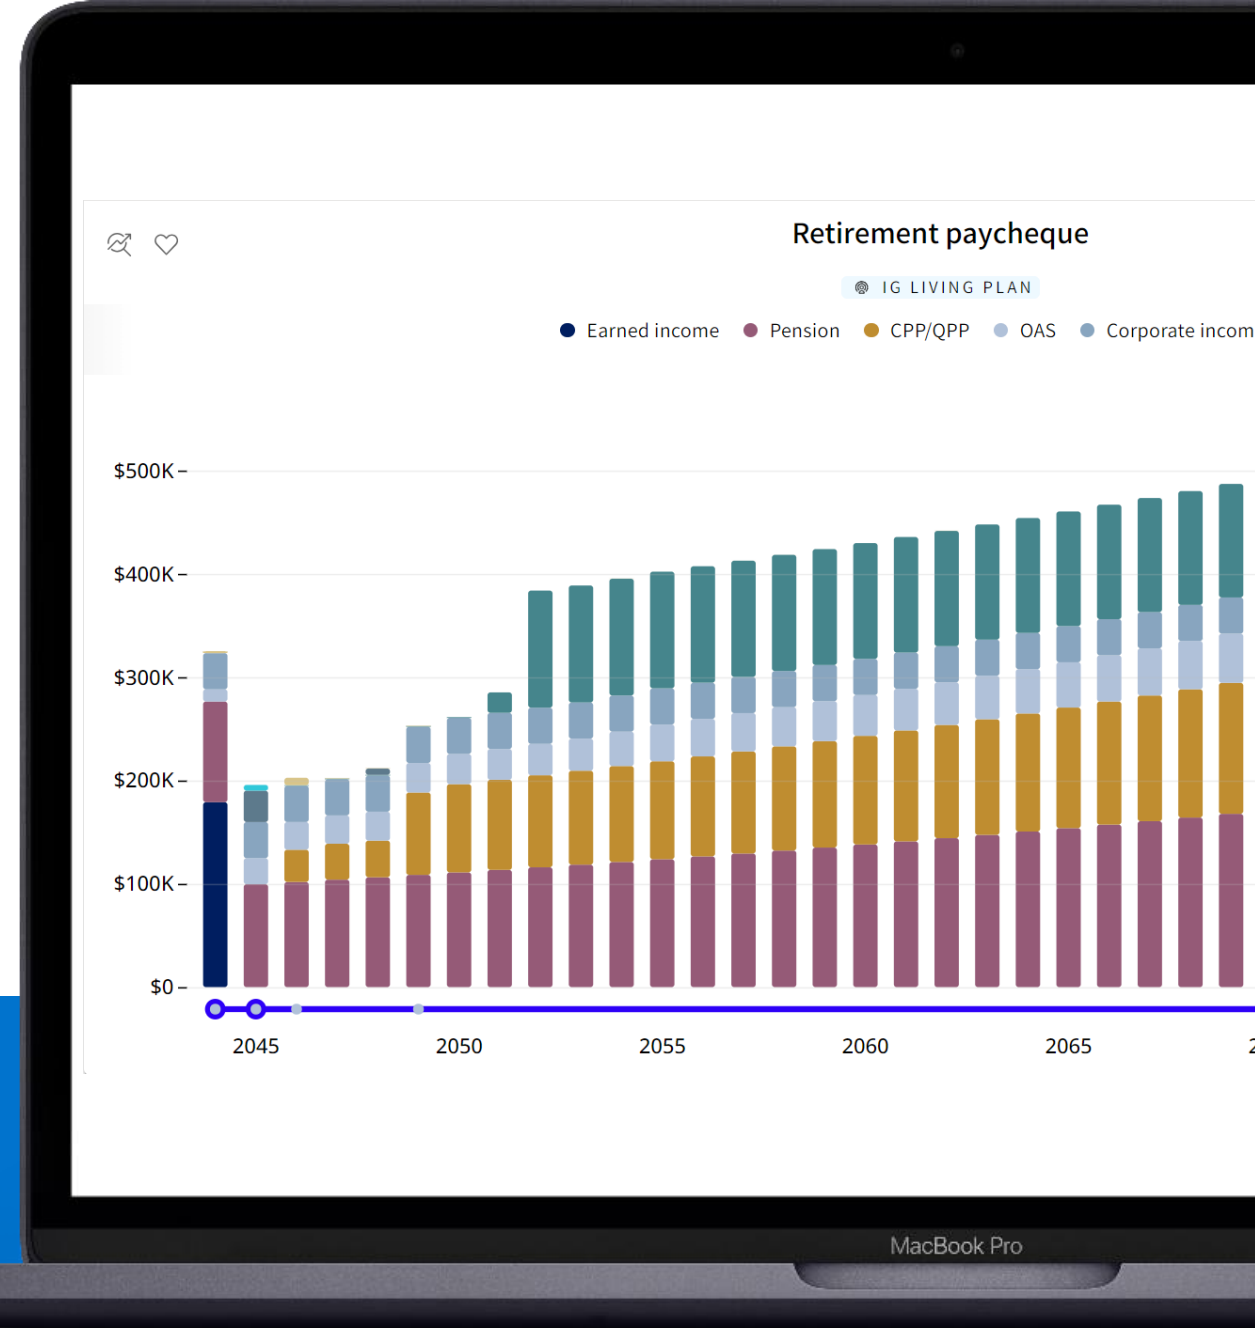 Retirement paycheque
IG LIVING PLAN
Earned income Pension CPP/QPP OAS Corporate incom
$500K
$400K
$300K
$200K
$100K
$0
2045 2050 2055 2060 2065 2
MacBook Pro